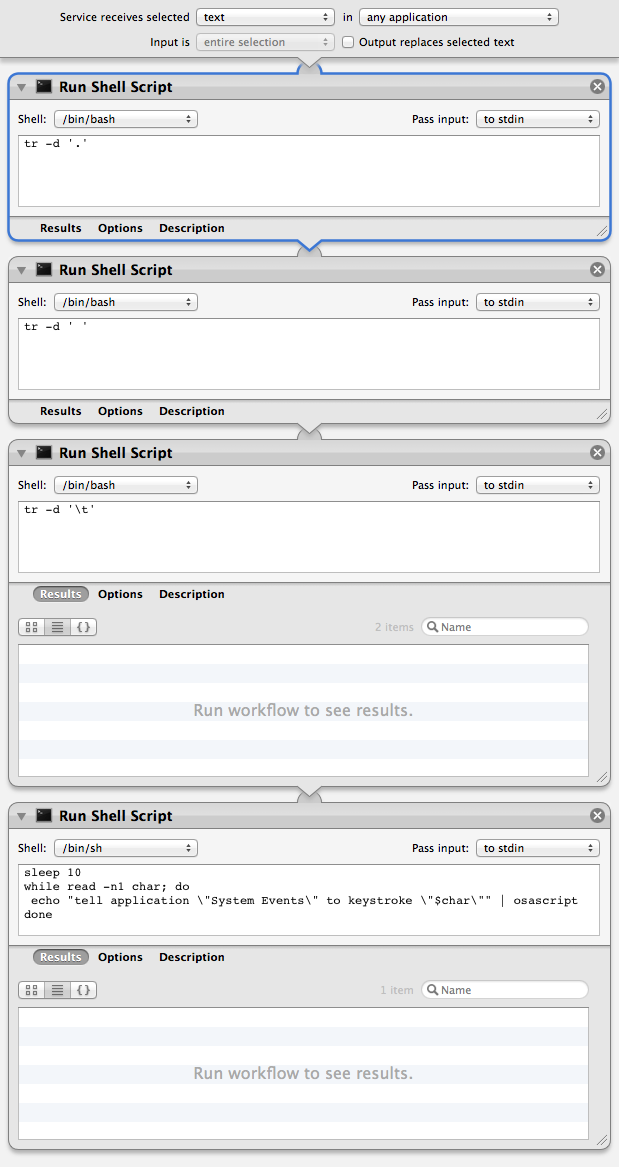 Service receives selected text in any application
Input is entire selection Output replaces selected text
Run Shell Script
Shell: /bin/bash Pass input: to stdin
tr -d '.'
Results Options Description
Run Shell Script
Shell: /bin/bash Pass input: to stdin
tr -d ' '
Results Options Description
Run Shell Script
Shell: /bin/bash Pass input: to stdin
tr -d '\t'
Results Options Description
{} 2 items Name
Run workflow to see results.
Run Shell Script
Shell: /bin/sh Pass input: to stdin
sleep 10
while read -n1 char; do
 echo "tell application \"System Events\" to keystroke \"$char\"" | osascript
done
Results Options Description
{} 1 item Name
Run workflow to see results.